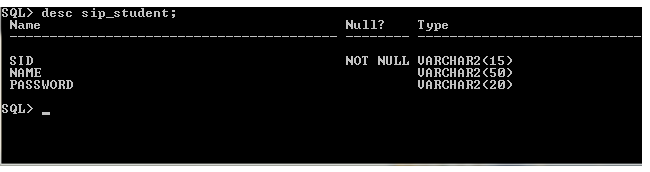 SQL> desc sip_student;
Name Null? Type
----------------------------------------- -------- ----------------------------
SID NOT NULL VARCHAR2(15)
NAME VARCHAR2(50)
PASSWORD VARCHAR2(20)
SQL> _